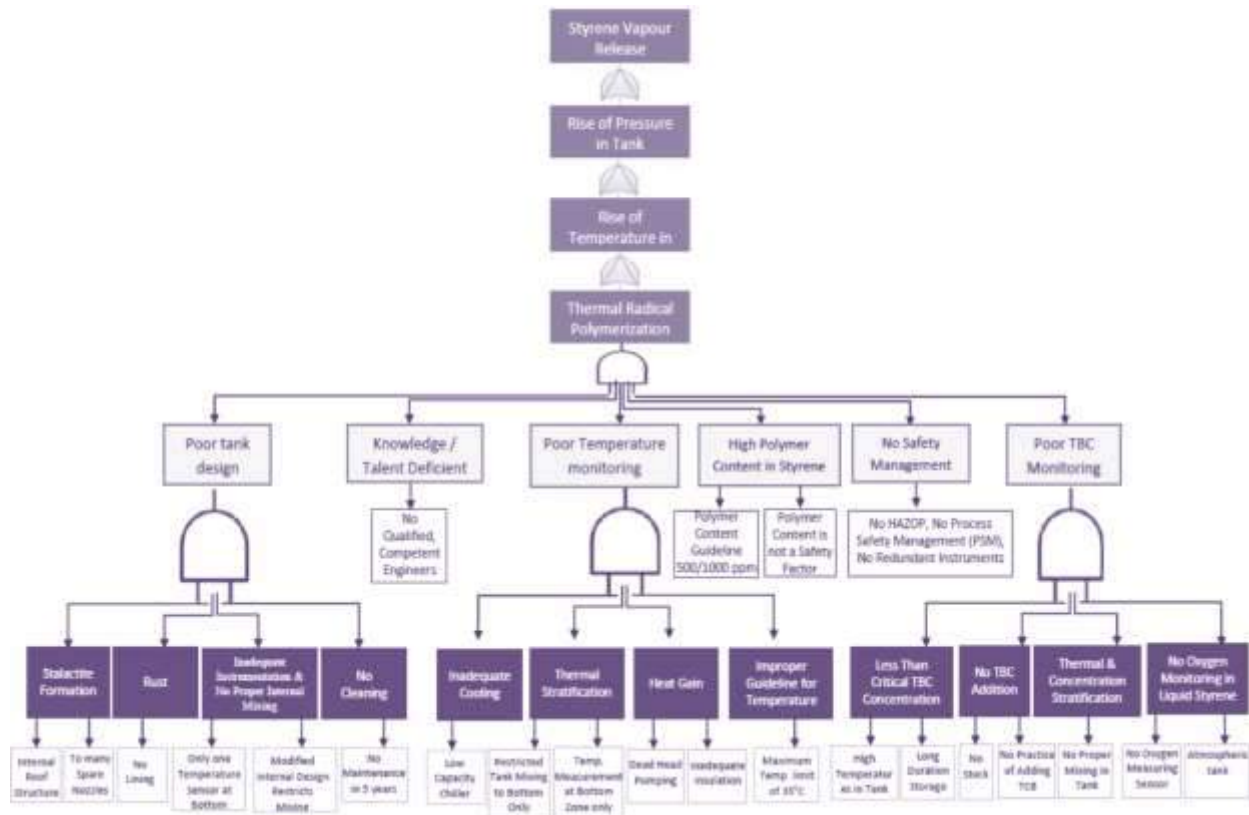 Styrene Vapour
Release
Rise of Pressure
in Tank
Rise of
Temperature in
Thermal Radical
Polymerization
Poor tank
design
Knowledge /
Talent Deficient
Poor Temperature
monitoring
High Polymer
Content in Styrene
No Safety
Management
Poor TBC
Monitoring
No
Qualified,
Competent
Engineers
Polymer
Content
Guideline
500/1000 ppm
Polymer
Content is
not a Safety
Factor
No HAZOP, No Process
Safety Management (PSM),
No Redundant Instruments
Stalactite
Formation
Rust
Inadequate
Instrumentation &
No Proper Internal
Mixing
No
Cleaning
Inadequate
Cooling
Thermal
Stratification
Heat Gain
Improper
Guideline for
Temperature
Less Than
Critical TBC
Concentration
No TBC
Addition
Thermal &
Concentration
Stratification
No Oxygen
Monitoring in
Liquid Styrene
Internal
Roof
Structure
To many
Spare
Nozzles
No
Lining
Only one
Temperature
Sensor at
Bottom
Modified
Internal Design
Restricts
Mixing
No
Maintenance
in 5 years
Low
Capacity
Chiller
Restricted
Tank Mixing
to Bottom
Only
Temp.
Measurement
at Bottom
Zone only
Dead Head
Pumping
Inadequate
Insulation
Maximum
Temp. limit
of 35°C
High
Temperatur
es in Tank
Long
Duration
Storage
No
Stock
No Practice
of Adding
TCB
No Proper
Mixing in
Tank
No Oxygen
Measuring
Sensor
Atmospheric
tank